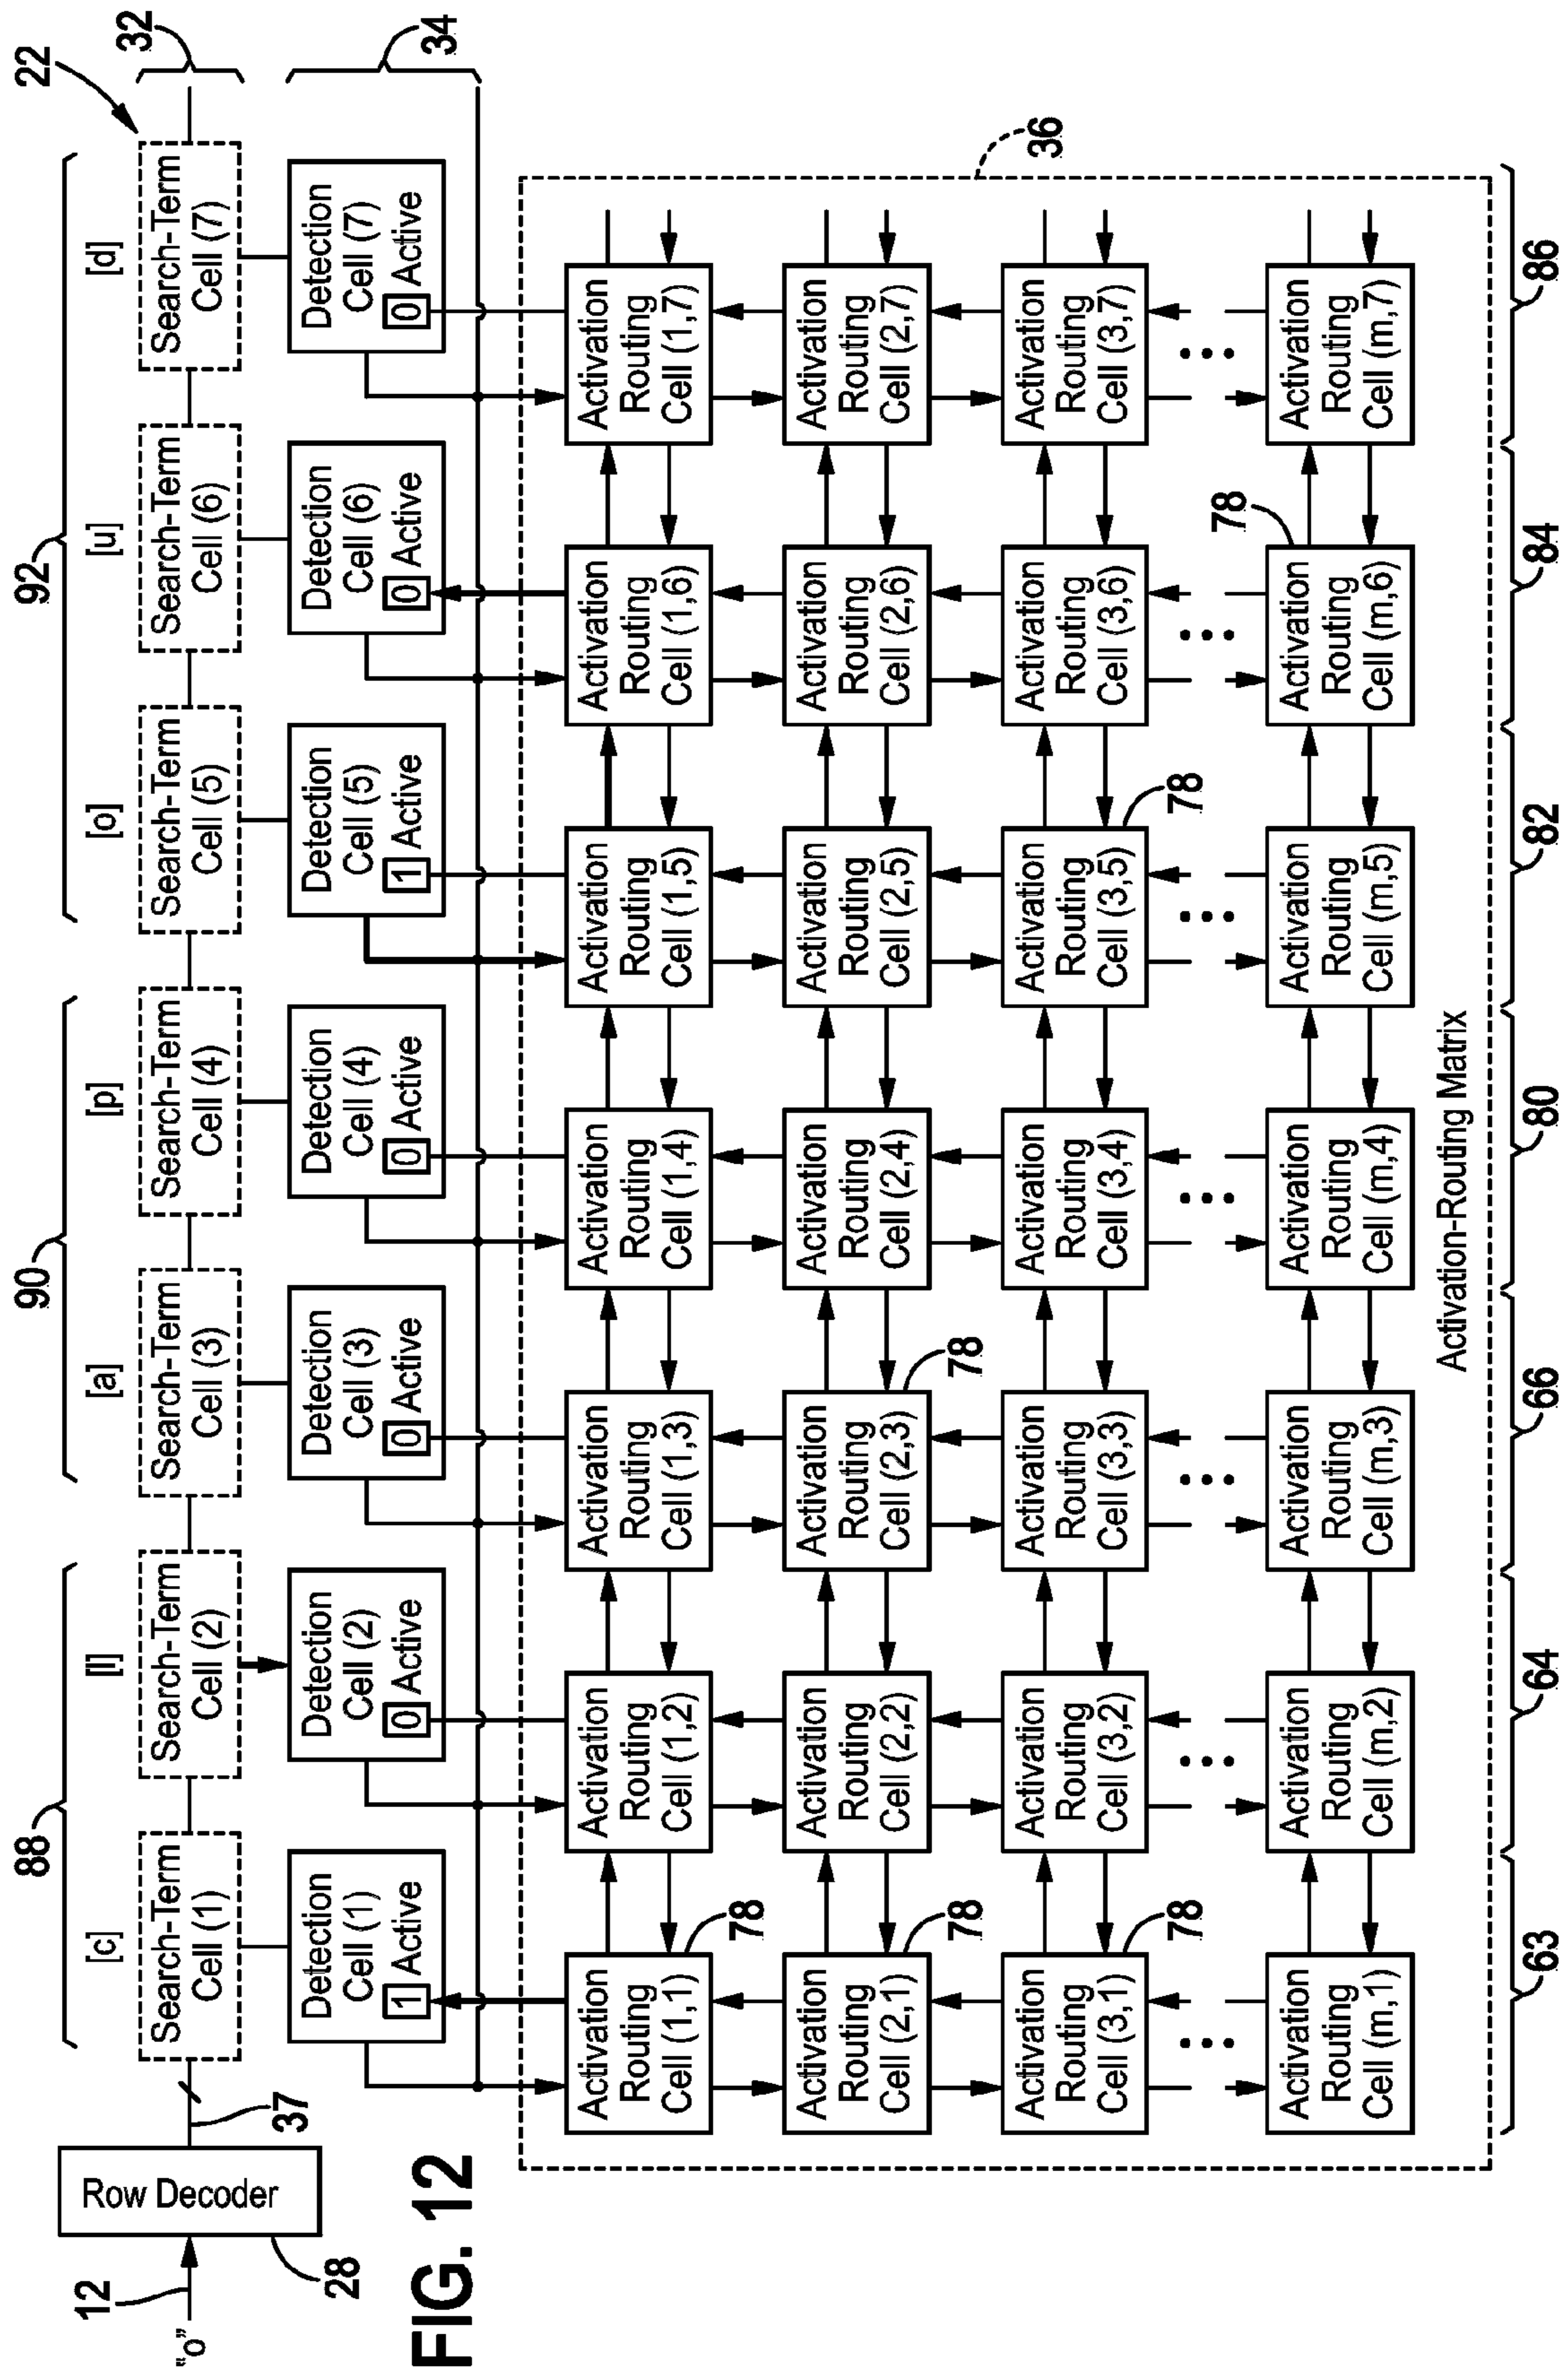 22
88
90
92
32
[c]
[l]
[a]
[p]
[o]
[u]
[d]
12
"o"
Row Decoder
28
37
Search-Term
Cell (1)
Search-Term
Cell (2)
Search-Term
Cell (3)
Search-Term
Cell (4)
Search-Term
Cell (5)
Search-Term
Cell (6)
Search-Term
Cell (7)
34
Detection
Cell (1)
1 Active
Detection
Cell (2)
0 Active
Detection
Cell (3)
0 Active
Detection
Cell (4)
0 Active
Detection
Cell (5)
1 Active
Detection
Cell (6)
0 Active
Detection
Cell (7)
0 Active
FIG. 12
36
Activation
Routing
Cell (1,1)
78
Activation
Routing
Cell (1,2)
Activation
Routing
Cell (1,3)
Activation
Routing
Cell (1,4)
Activation
Routing
Cell (1,5)
Activation
Routing
Cell (1,6)
Activation
Routing
Cell (1,7)
Activation
Routing
Cell (2,1)
78
Activation
Routing
Cell (2,2)
Activation
Routing
Cell (2,3)
78
Activation
Routing
Cell (2,4)
Activation
Routing
Cell (2,5)
Activation
Routing
Cell (2,6)
Activation
Routing
Cell (2,7)
Activation
Routing
Cell (3,1)
78
Activation
Routing
Cell (3,2)
Activation
Routing
Cell (3,3)
Activation
Routing
Cell (3,4)
Activation
Routing
Cell (3,5)
78
Activation
Routing
Cell (3,6)
Activation
Routing
Cell (3,7)
Activation
Routing
Cell (m,1)
Activation
Routing
Cell (m,2)
Activation
Routing
Cell (m,3)
Activation
Routing
Cell (m,4)
Activation
Routing
Cell (m,5)
Activation
Routing
Cell (m,6)
78
Activation
Routing
Cell (m,7)
Activation-Routing Matrix
63
64
66
80
82
84
86